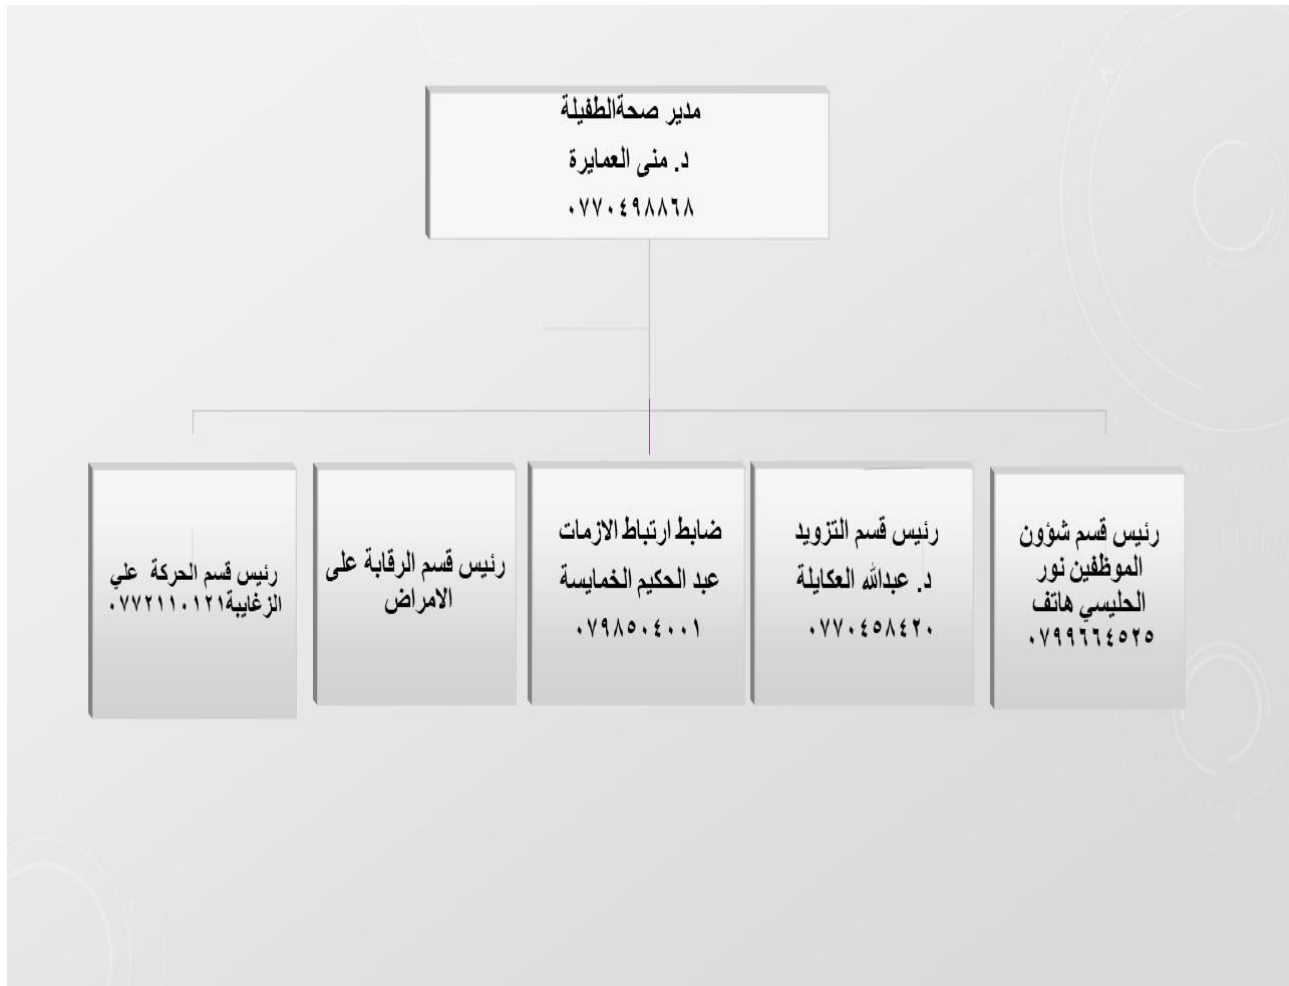 مدير صحةالطفيلة
د. منى العمايرة
٠٧٧٠٤٩٨٨٦٨
رئيس قسم شؤون
الموظفين نور
الحليسي هاتف
٠٧٩٩٦٦٤٥٢٥
رئيس قسم التزويد
د. عبدالله العكايلة
٠٧٧٠٤٥٨٤٢٠
ضابط ارتباط الازمات
عبد الحكيم الخمايسة
٠٧٩٨٥٠٤٠٠١
رئيس قسم الرقابة على
الامراض
رئيس قسم الحركة  علي
الزغايبة٠٧٧٢١١٠١٢١